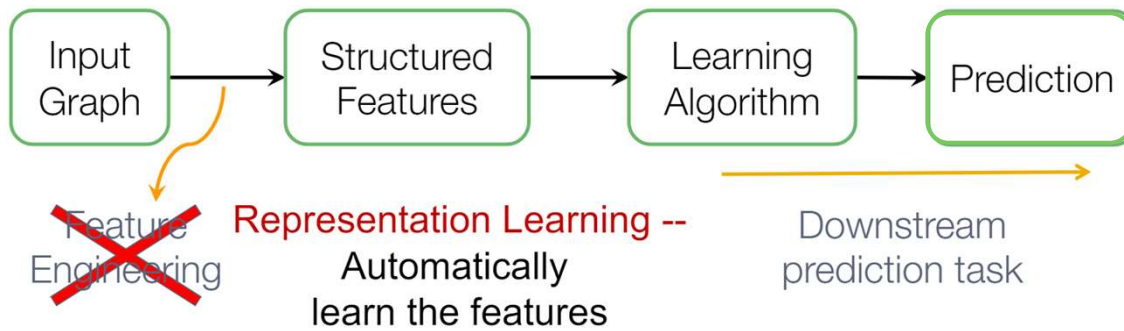 Input
Graph
Structured
Features
Learning
Algorithm
Prediction
Feature
Engineering
Representation Learning --
Automatically
learn the features
Downstream
prediction task